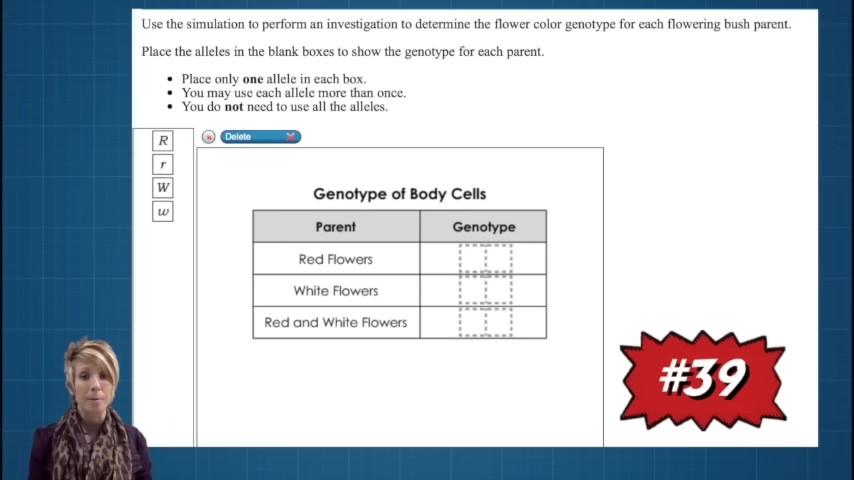 Use the simulation to perform an investigation to determine the flower color genotype for each flowering bush parent.
Place the alleles in the blank boxes to show the genotype for each parent.
• Place only one allele in each box.
• You may use each allele more than once.
• You do not need to use all the alleles.
R
r
W
w
Delete
Genotype of Body Cells
Parent Genotype
Red Flowers
White Flowers
Red and White Flowers
#39